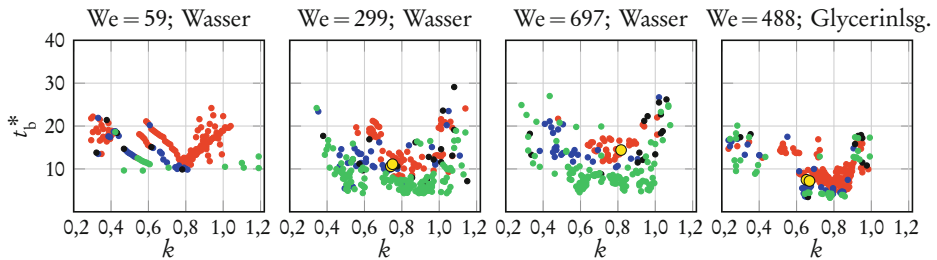 We = 59; Wasser We = 299; Wasser We = 697; Wasser We = 488; Glycerinlsg.
40
30
20
10
t_b^*
0,2 0,4 0,6 0,8 1,0 1,2 0,2 0,4 0,6 0,8 1,0 1,2 0,2 0,4 0,6 0,8 1,0 1,2 0,2 0,4 0,6 0,8 1,0 1,2
k k k k